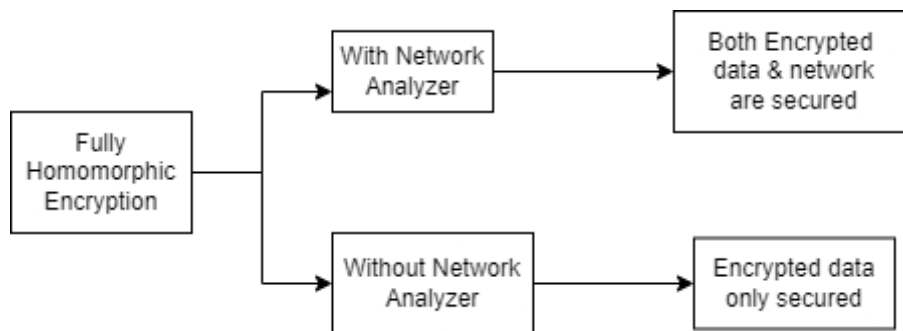 Fully
Homomorphic
Encryption
With Network
Analyzer
Both Encrypted
data & network
are secured
Without Network
Analyzer
Encrypted data
only secured